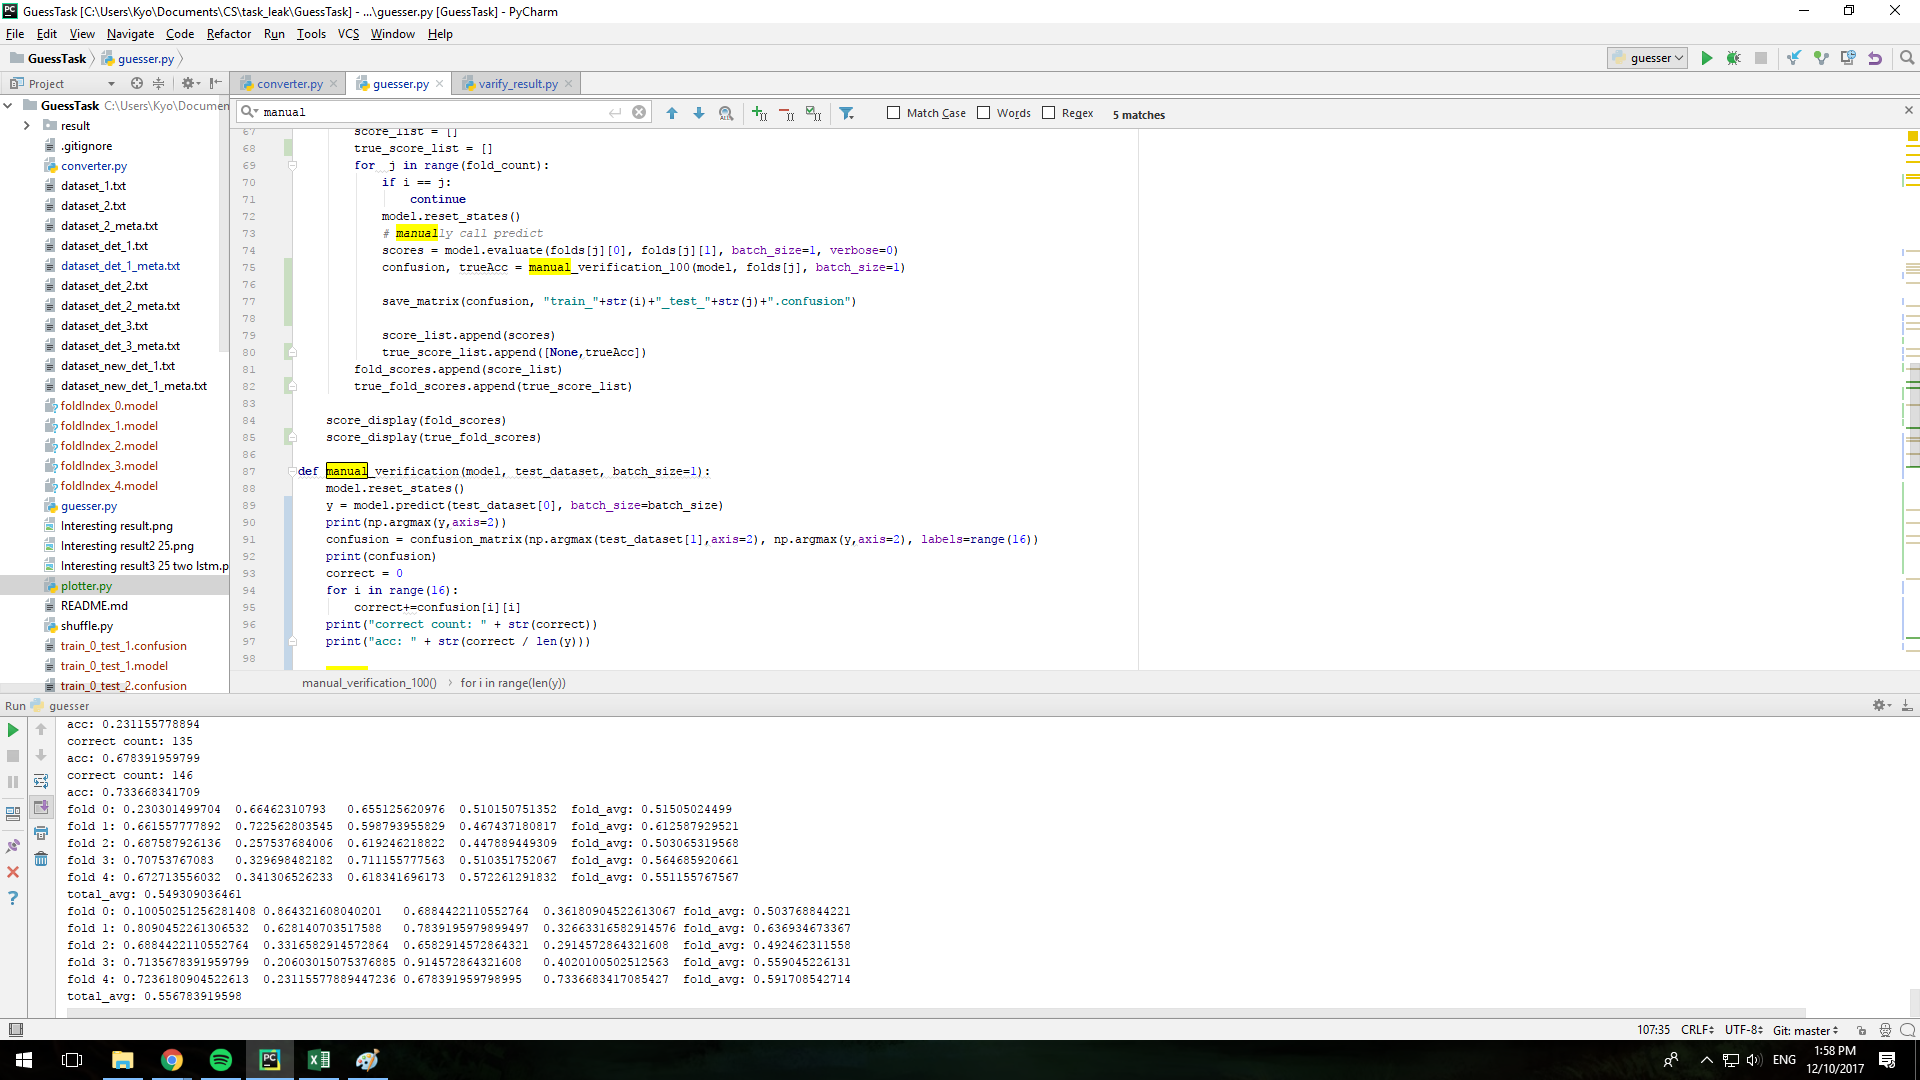 GuessTask [C:\Users\Kyo\Documents\CS\task_leak\GuessTask] - ...\guesser.py [GuessTask] - PyCharm
File Edit View Navigate Code Refactor Run Tools VCS Window Help
GuessTask guesser.py guesser
Project converter.py guesser.py varify_result.py
GuessTask C:\Users\Kyo\Documen
manual Match Case Words Regex 5 matches
result
.gitignore
converter.py
dataset_1.txt
dataset_2.txt
dataset_2_meta.txt
dataset_det_1.txt
dataset_det_1_meta.txt
dataset_det_2.txt
dataset_det_2_meta.txt
dataset_det_3.txt
dataset_det_3_meta.txt
dataset_new_det_1.txt
dataset_new_det_1_meta.txt
foldIndex_0.model
foldIndex_1.model
foldIndex_2.model
foldIndex_3.model
foldIndex_4.model
guesser.py
Interesting result.png
Interesting result2 25.png
Interesting result3 25 two lstm.p
plotter.py
README.md
shuffle.py
train_0_test_1.confusion
train_0_test_1.model
train_0_test_2.confusion
67 score_list = []
68 true_score_list = []
69 for j in range(fold_count):
70 if i == j:
71 continue
72 model.reset_states()
73 # manually call predict
74 scores = model.evaluate(folds[j][0], folds[j][1], batch_size=1, verbose=0)
75 confusion, trueAcc = manual_verification_100(model, folds[j], batch_size=1)
76
77 save_matrix(confusion, "train_"+str(i)+"_test_"+str(j)+".confusion")
78
79 score_list.append(scores)
80 true_score_list.append([None,trueAcc])
81 fold_scores.append(score_list)
82 true_fold_scores.append(true_score_list)
83
84 score_display(fold_scores)
85 score_display(true_fold_scores)
86
87 def manual_verification(model, test_dataset, batch_size=1):
88 model.reset_states()
89 y = model.predict(test_dataset[0], batch_size=batch_size)
90 print(np.argmax(y,axis=2))
91 confusion = confusion_matrix(np.argmax(test_dataset[1],axis=2), np.argmax(y,axis=2), labels=range(16))
92 print(confusion)
93 correct = 0
94 for i in range(16):
95 correct+=confusion[i][i]
96 print("correct count: " + str(correct))
97 print("acc: " + str(correct / len(y)))
98
manual_verification_100() for i in range(len(y))
Run guesser
acc: 0.231155778894
correct count: 135
acc: 0.678391959799
correct count: 146
acc: 0.733668341709
fold 0: 0.230301499704 0.66462310793 0.655125620976 0.510150751352 fold_avg: 0.51505024499
fold 1: 0.661557777892 0.722562803545 0.598793955829 0.467437180817 fold_avg: 0.612587929521
fold 2: 0.687587926136 0.257537684006 0.619246218822 0.447889449309 fold_avg: 0.503065319568
fold 3: 0.70753767083 0.329698482182 0.711155777563 0.510351752067 fold_avg: 0.564685920661
fold 4: 0.672713556032 0.341306526233 0.618341696173 0.572261291832 fold_avg: 0.551155767567
total_avg: 0.549309036461
fold 0: 0.10050251256281408 0.864321608040201 0.6884422110552764 0.36180904522613067 fold_avg: 0.503768844221
fold 1: 0.8090452261306532 0.628140703517588 0.7839195979899497 0.32663316582914576 fold_avg: 0.636934673367
fold 2: 0.6884422110552764 0.3316582914572864 0.6582914572864321 0.2914572864321608 fold_avg: 0.492462311558
fold 3: 0.7135678391959799 0.20603015075376885 0.914572864321608 0.4020100502512563 fold_avg: 0.559045226131
fold 4: 0.7236180904522613 0.23115577889447236 0.678391959798995 0.7336683417085427 fold_avg: 0.591708542714
total_avg: 0.556783919598
107:35 CRLF UTF-8 Git: master
ENG 1:58 PM
12/10/2017